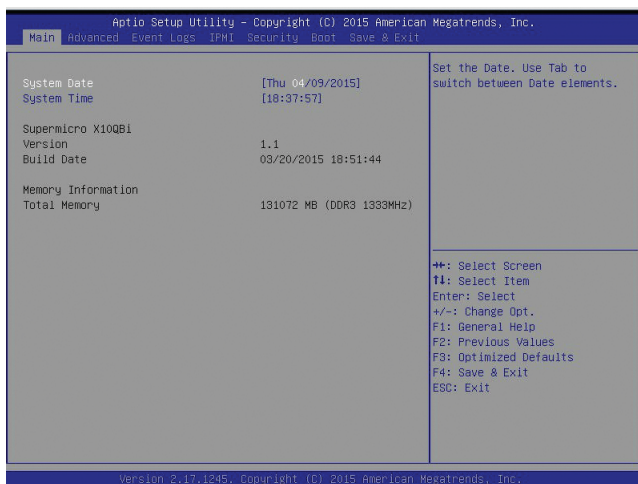 Aptio Setup Utility – Copyright (C) 2015 American Megatrends, Inc.
Main Advanced Event Logs IPMI Security Boot Save & Exit
System Date [Thu 04/09/2015]
System Time [18:37:57]
Supermicro X10QBi
Version 1.1
Build Date 03/20/2015 18:51:44
Memory Information
Total Memory 131072 MB (DDR3 1333MHz)
Set the Date. Use Tab to
switch between Date elements.
→←: Select Screen
↑↓: Select Item
Enter: Select
+/-: Change Opt.
F1: General Help
F2: Previous Values
F3: Optimized Defaults
F4: Save & Exit
ESC: Exit
Version 2.17.1245. Copyright (C) 2015 American Megatrends, Inc.